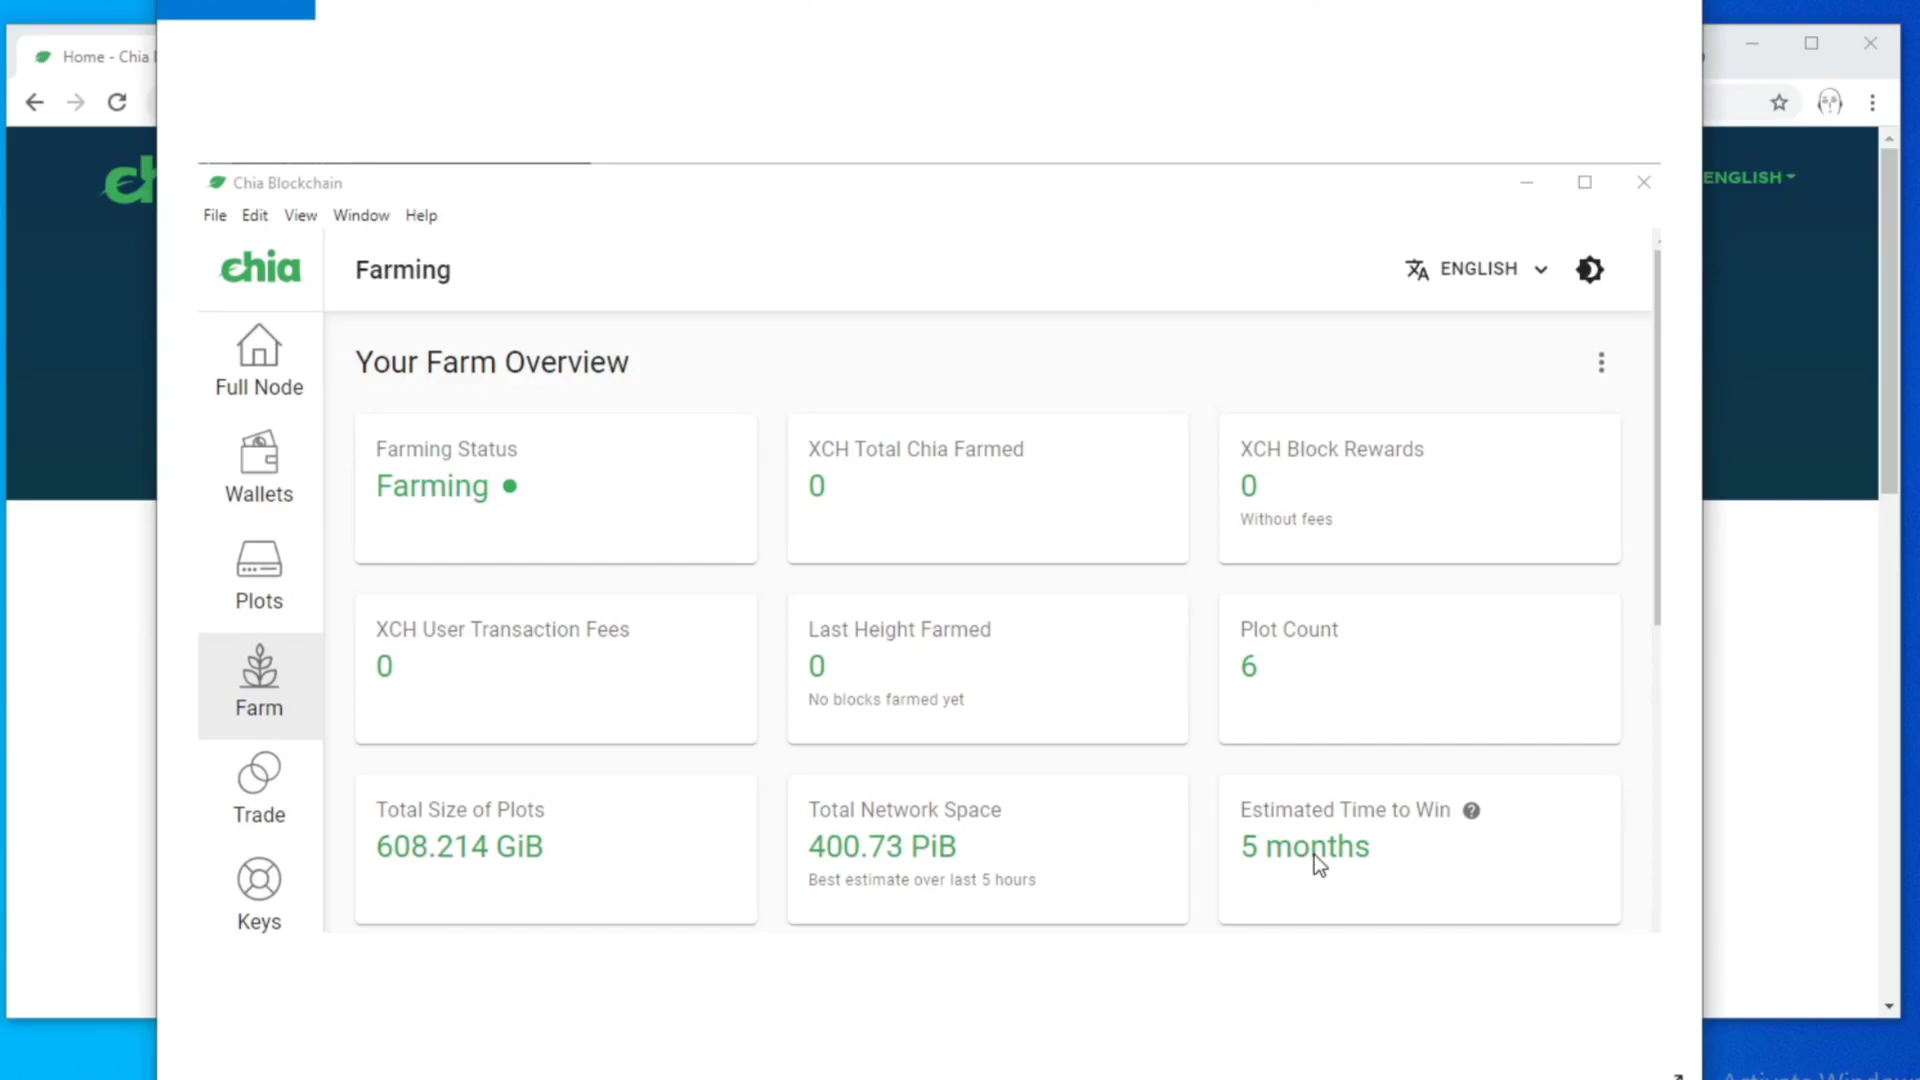 Home - Chia
ch
ENGLISH
Chia Blockchain
File Edit View Window Help
chia
Farming
ENGLISH
Full Node
Wallets
Plots
Farm
Trade
Keys
Your Farm Overview
Farming Status
Farming
XCH Total Chia Farmed
0
XCH Block Rewards
0
Without fees
XCH User Transaction Fees
0
Last Height Farmed
0
No blocks farmed yet
Plot Count
6
Total Size of Plots
608.214 GiB
Total Network Space
400.73 PiB
Best estimate over last 5 hours
Estimated Time to Win ?
5 months